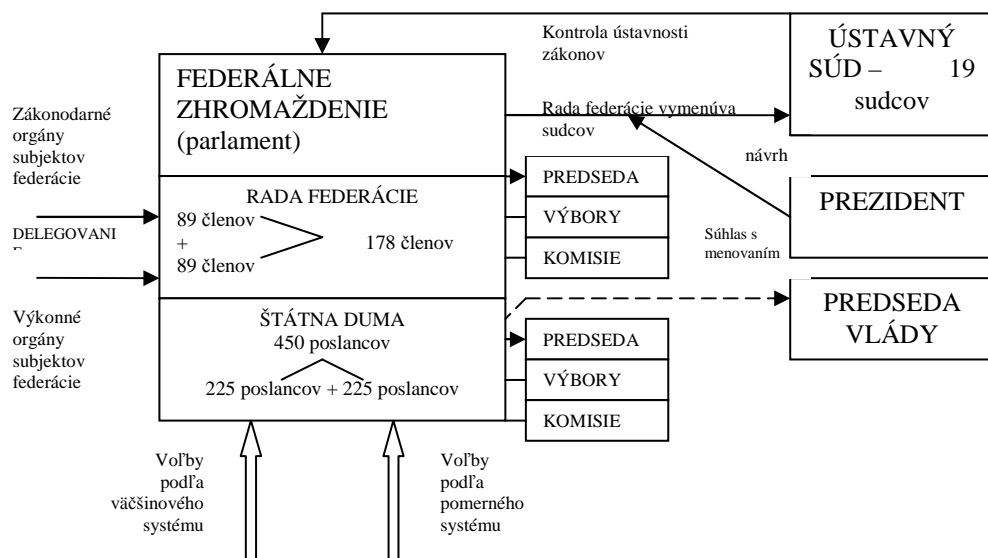 Kontrola ústavnosti
zákonov
ÚSTAVNÝ
SÚD – 19
sudcov
FEDERÁLNE
ZHROMAŽDENIE
(parlament)
Rada federácie vymenúva
sudcov
Zákonodarné
orgány
subjektov
federácie
návrh
PREDSEDA
VÝBORY
KOMISIE
PREZIDENT
RADA FEDERÁCIE
89 členov
+
89 členov
178 členov
DELEGOVANI
Súhlas s
menovaním
Výkonné
orgány
subjektov
federácie
ŠTÁTNA DUMA
450 poslancov
225 poslancov + 225 poslancov
PREDSEDA
VÝBORY
KOMISIE
PREDSEDA
VLÁDY
Voľby
podľa
väčšinového
systému
Voľby
podľa
pomerného
systému